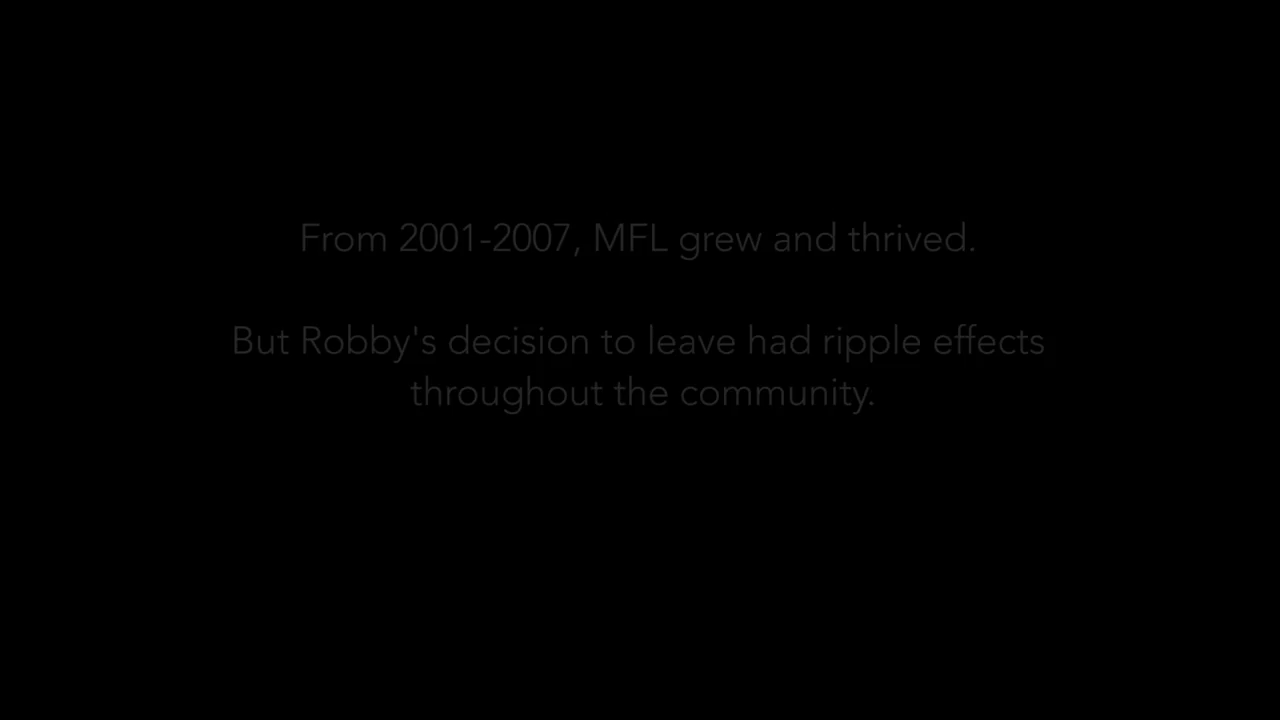 From 2001-2007, MFL grew and thrived.
But Robby's decision to leave had ripple effects
throughout the community.